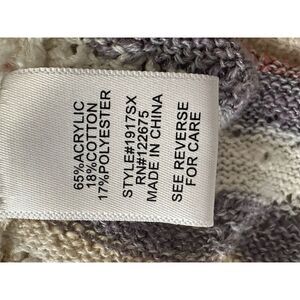 65%ACRYLIC
18%COTTON
17%POLYESTER
STYLE#1917SX
RN#122675
MADE IN CHINA
SEE REVERSE
FOR CARE